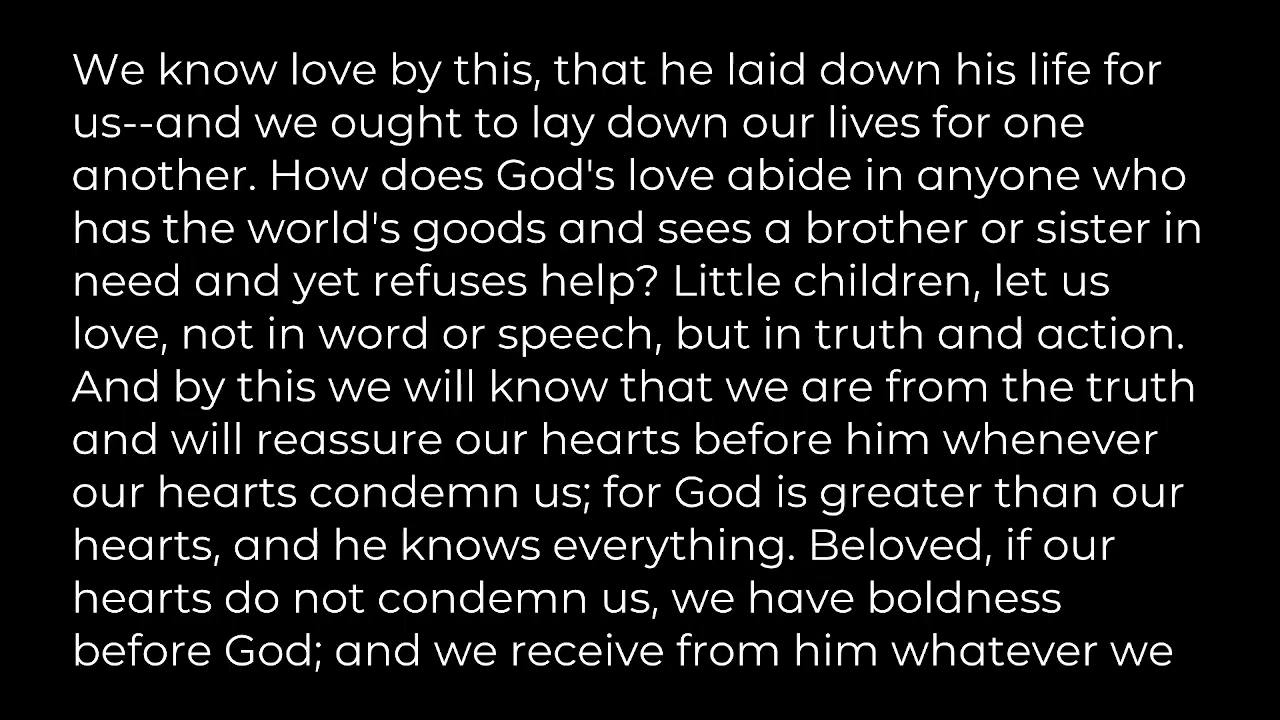 We know love by this, that he laid down his life for
us--and we ought to lay down our lives for one
another. How does God's love abide in anyone who
has the world's goods and sees a brother or sister in
need and yet refuses help? Little children, let us
love, not in word or speech, but in truth and action.
And by this we will know that we are from the truth
and will reassure our hearts before him whenever
our hearts condemn us; for God is greater than our
hearts, and he knows everything. Beloved, if our
hearts do not condemn us, we have boldness
before God; and we receive from him whatever we